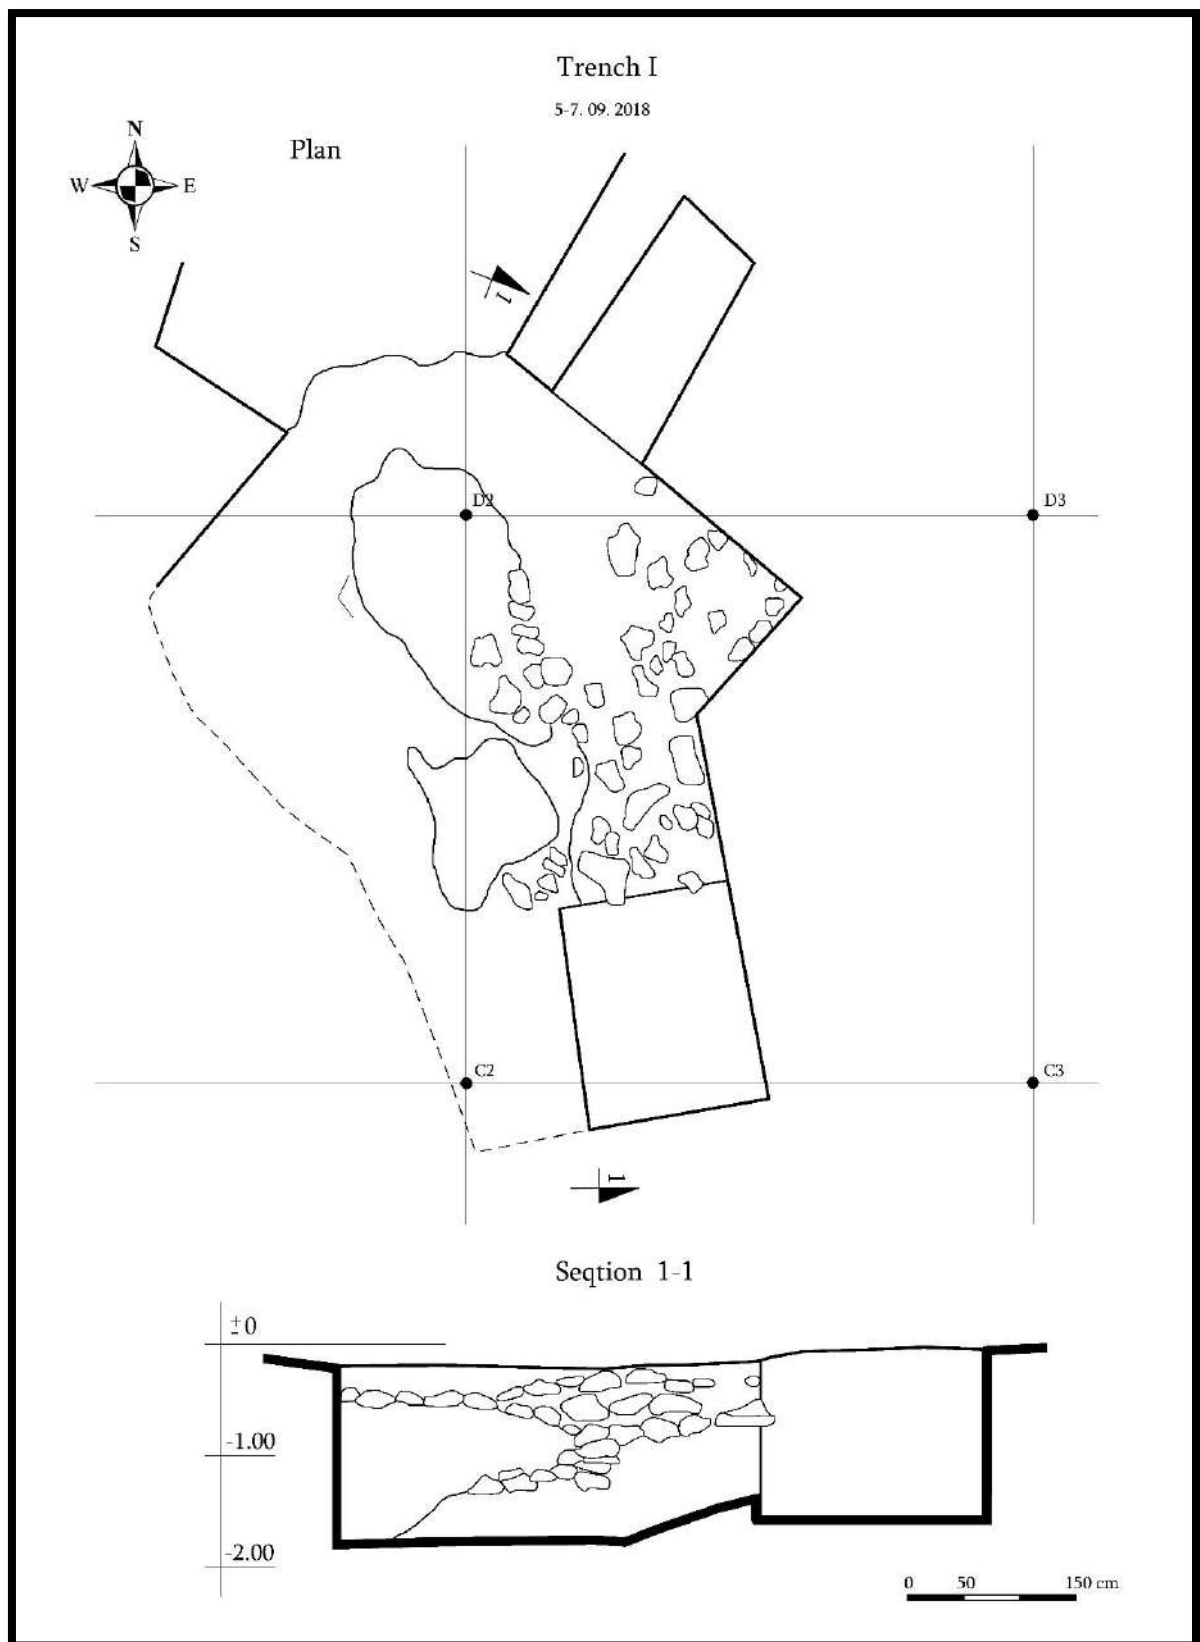 Trench I
5-7. 09. 2018
Plan
N
W E
S
1
D2 D3
C2 C3
1
Seqtion 1-1
±0
-1.00
-2.00
0 50 150 cm